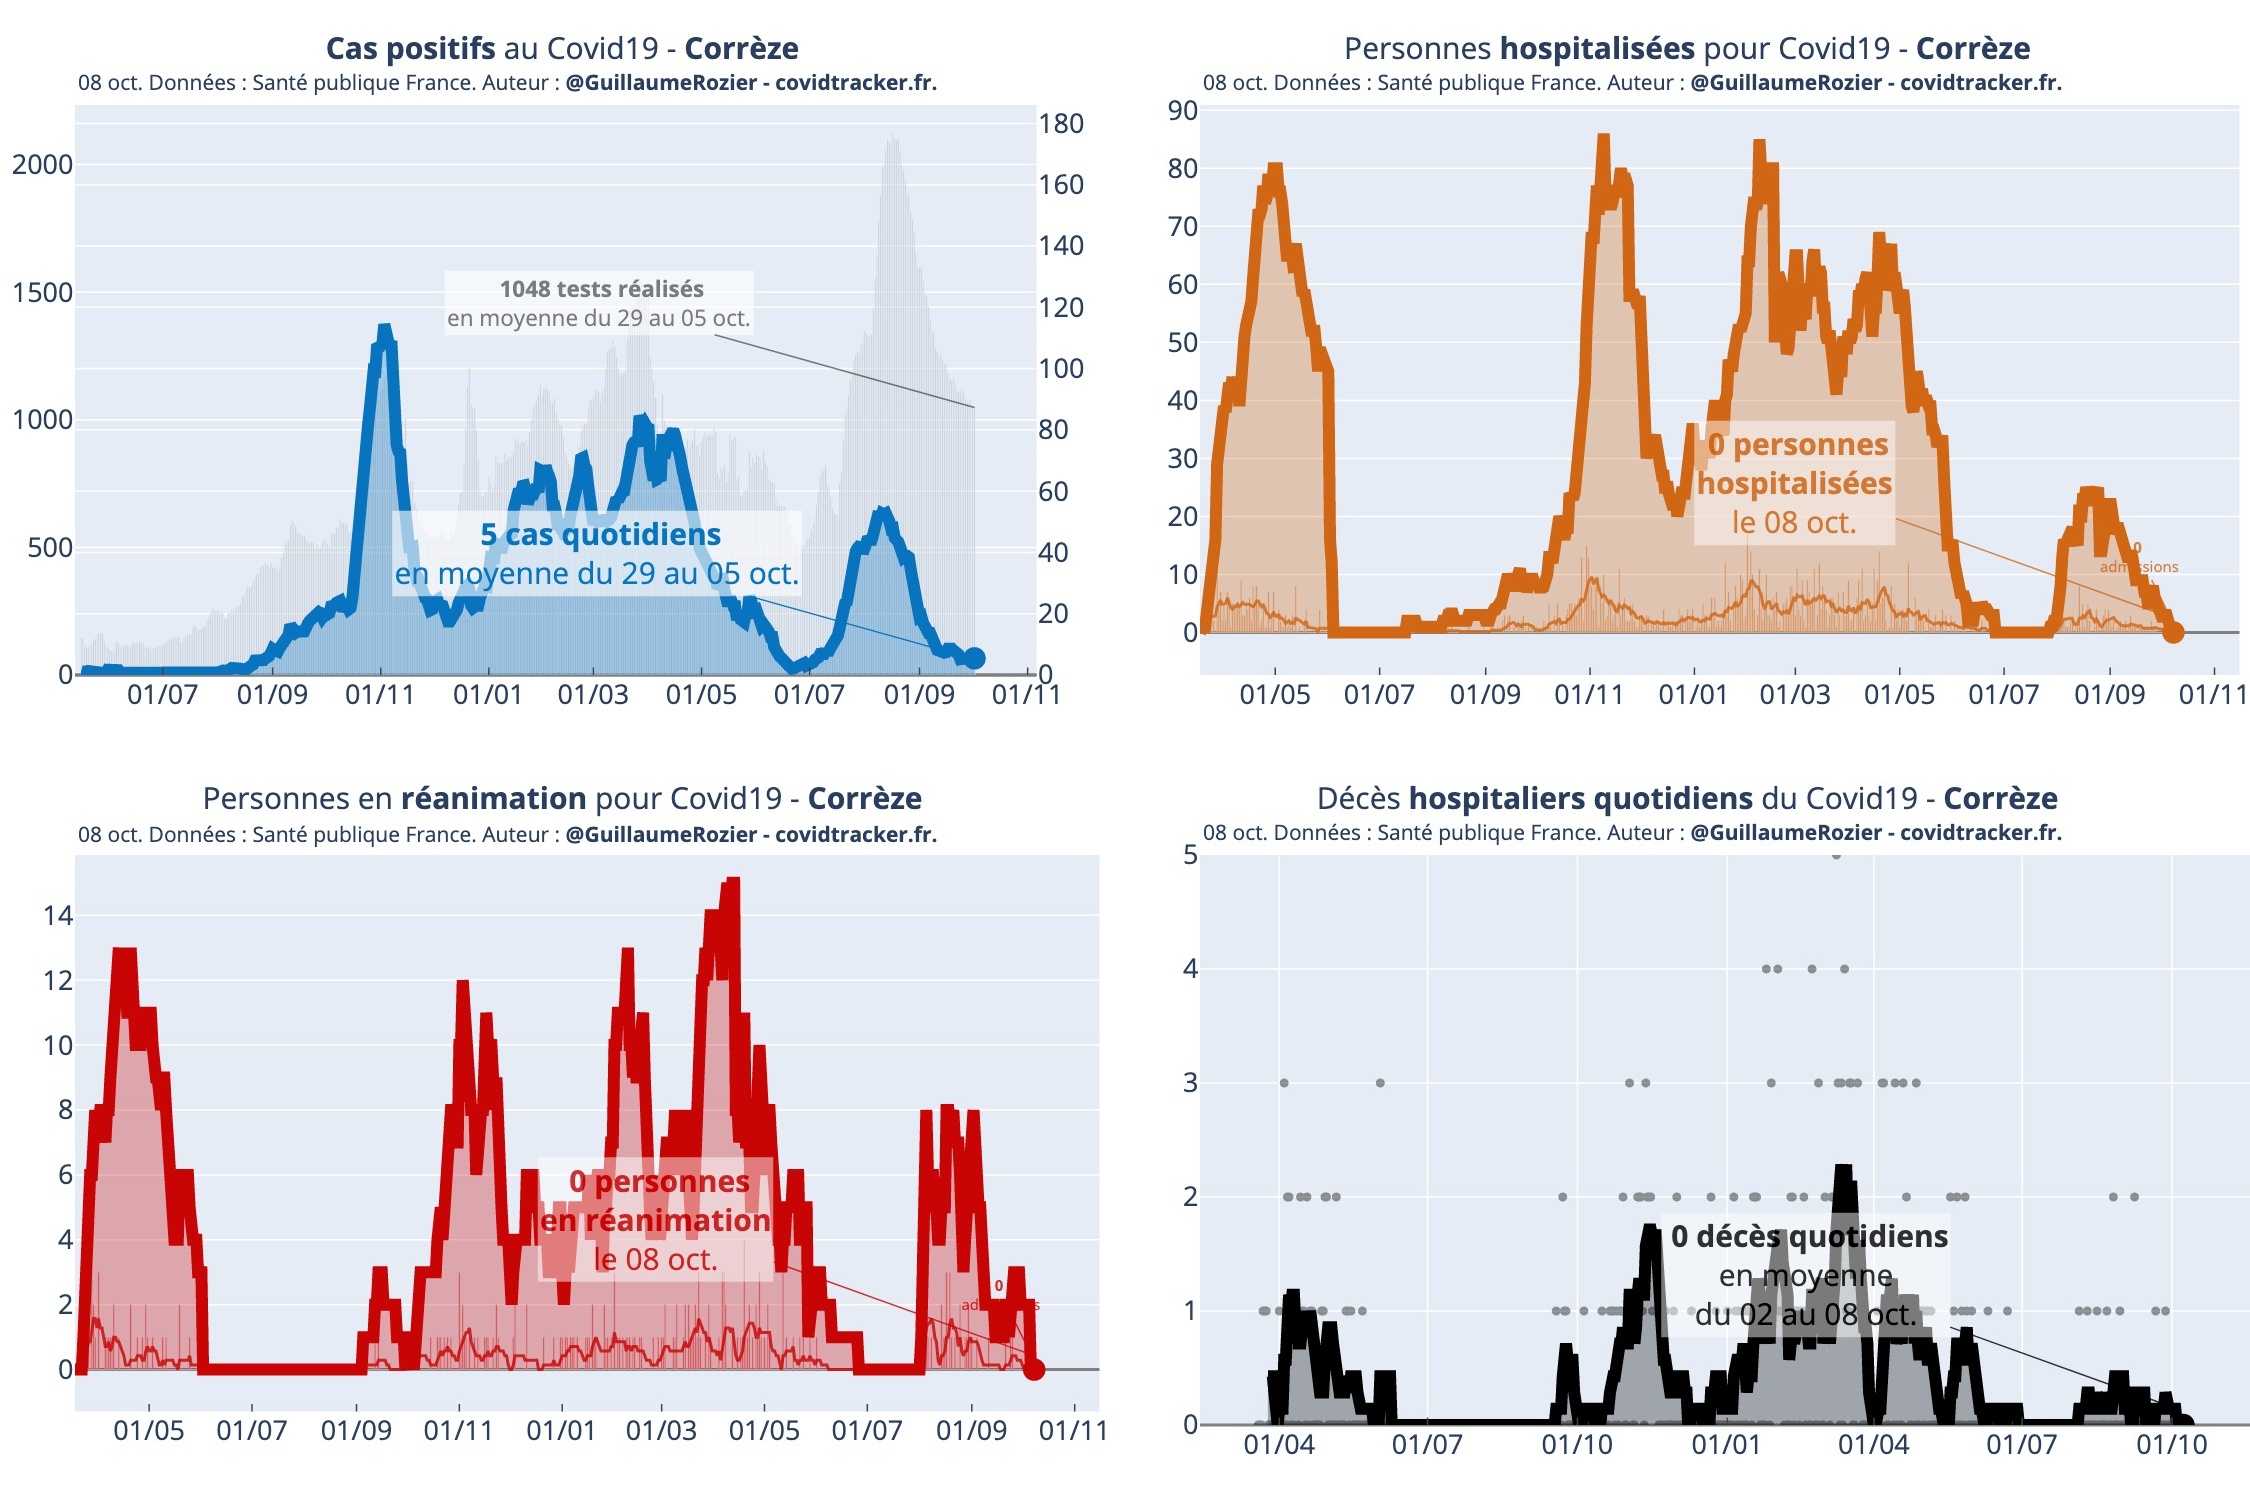 Cas positifs au Covid19 - Corrèze
08 oct. Données : Santé publique France. Auteur : @GuillaumeRozier - covidtracker.fr.
2000
1500
1000
500
0
180
160
140
120
100
80
60
40
20
0
1048 tests réalisés
en moyenne du 29 au 05 oct.
5 cas quotidiens
en moyenne du 29 au 05 oct.
01/07 01/09 01/11 01/01 01/03 01/05 01/07 01/09 01/11
Personnes hospitalisées pour Covid19 - Corrèze
08 oct. Données : Santé publique France. Auteur : @GuillaumeRozier - covidtracker.fr.
90
80
70
60
50
40
30
20
10
0
0 personnes
hospitalisées
le 08 oct.
0
admissions
01/05 01/07 01/09 01/11 01/01 01/03 01/05 01/07 01/09 01/11
Personnes en réanimation pour Covid19 - Corrèze
08 oct. Données : Santé publique France. Auteur : @GuillaumeRozier - covidtracker.fr.
14
12
10
8
6
4
2
0
0 personnes
en réanimation
le 08 oct.
0
01/05 01/07 01/09 01/11 01/01 01/03 01/05 01/07 01/09 01/11
Décès hospitaliers quotidiens du Covid19 - Corrèze
08 oct. Données : Santé publique France. Auteur : @GuillaumeRozier - covidtracker.fr.
5
4
3
2
1
0
0 décès quotidiens
en moyenne
du 02 au 08 oct.
01/04 01/07 01/10 01/01 01/04 01/07 01/10